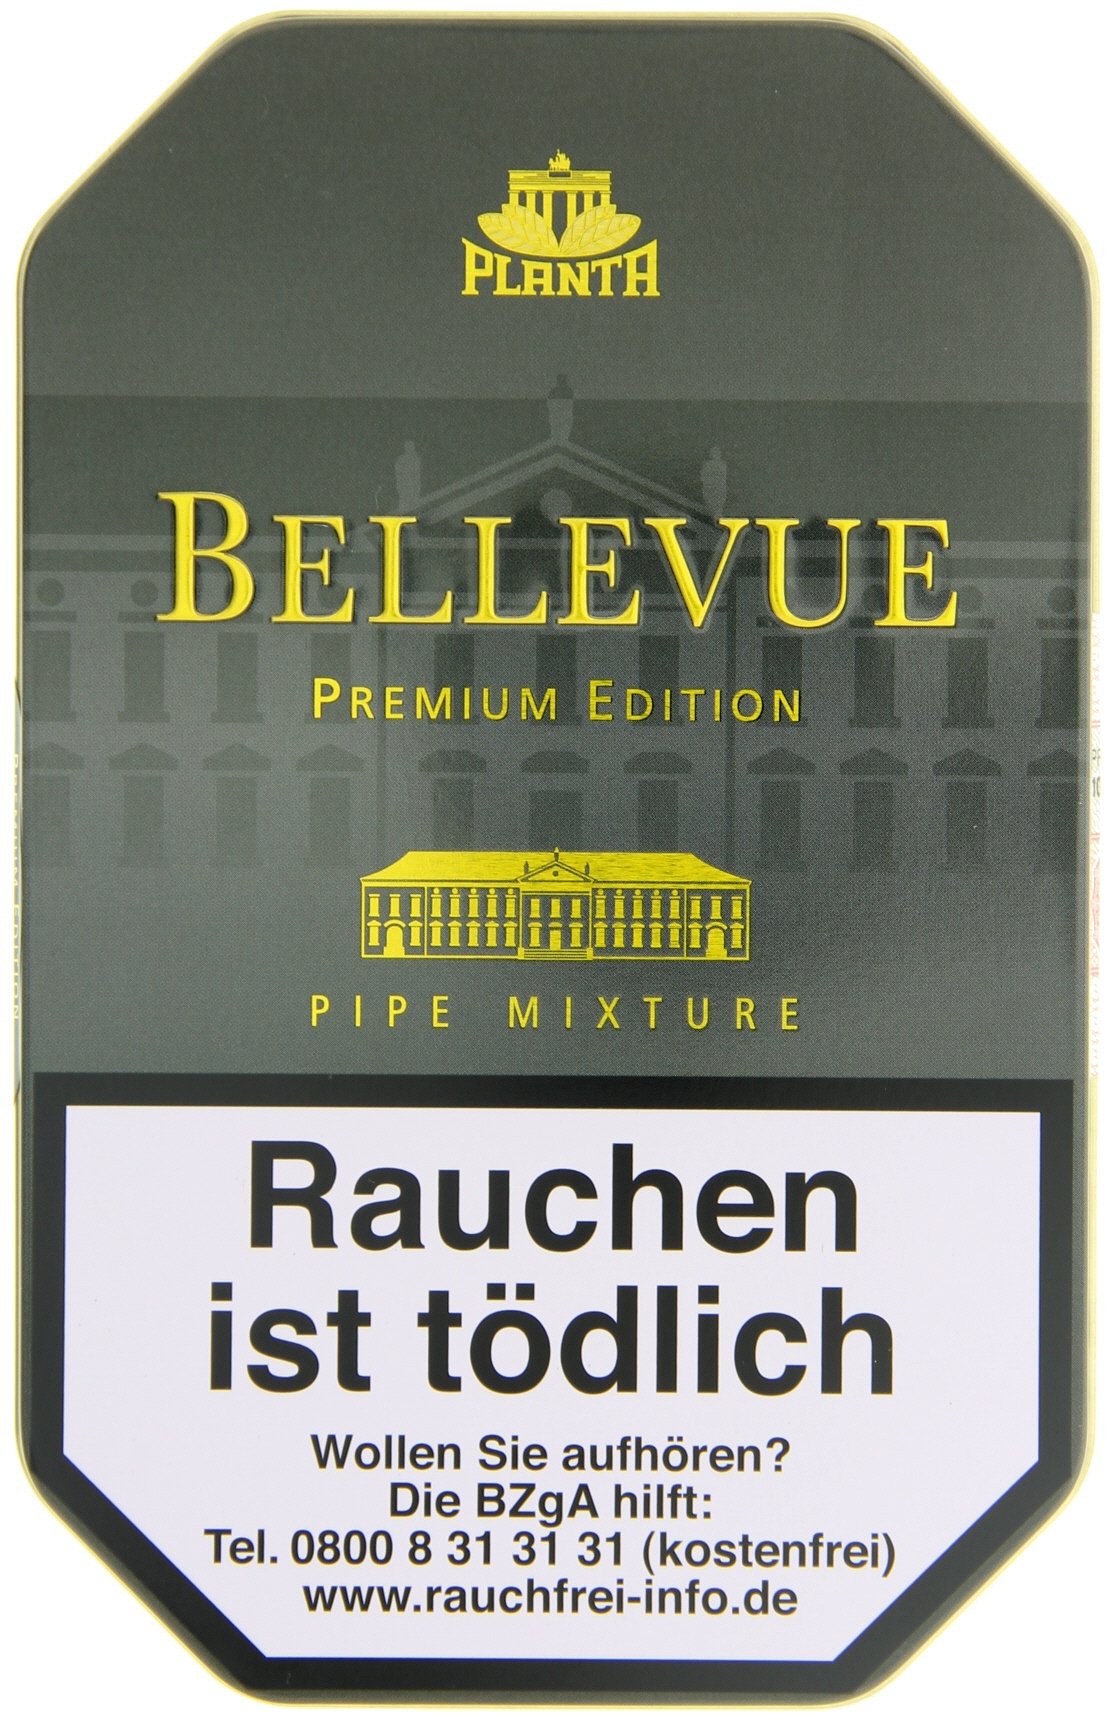 PLANTA
BELLEVUE
PREMIUM EDITION
PIPE MIXTURE
Rauchen
ist tödlich
Wollen Sie aufhören?
Die BZgA hilft:
Tel. 0800 8 31 31 31 (kostenfrei)
www.rauchfrei-info.de